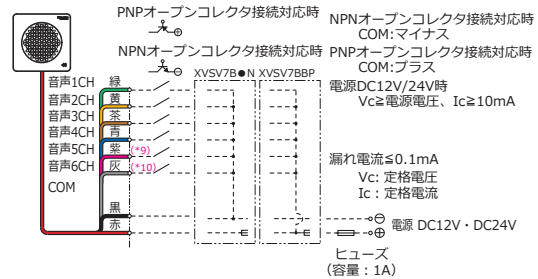 PNPオープンコレクタ接続対応時
NPNオープンコレクタ接続対応時
COM:マイナス
NPNオープンコレクタ接続対応時
PNPオープンコレクタ接続対応時
COM:プラス
XVSV7B●N XVSV7BBP
電源DC12V/24V時
Vc≧電源電圧、Ic≧10mA
音声1CH 緑
音声2CH 黄
音声3CH 茶
音声4CH 青
音声5CH 紫 (*9)
音声6CH 灰 (*10)
COM
漏れ電流≦0.1mA
Vc: 定格電圧
Ic : 定格電流
黒
赤
⊖
⊕
電源 DC12V・DC24V
ヒューズ
(容量：1A)